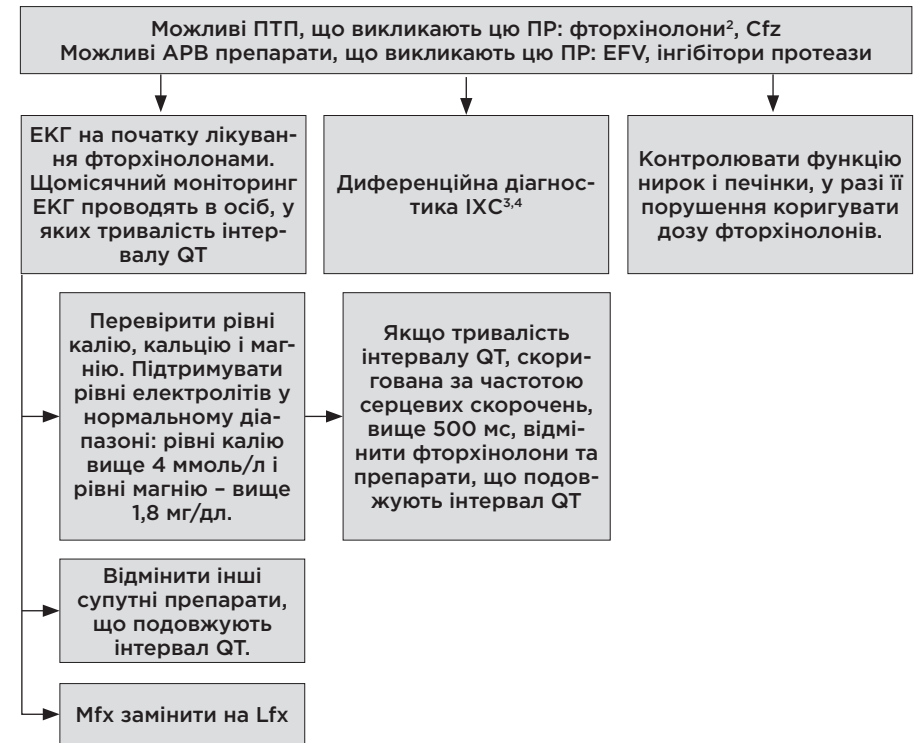 Можливі ПТП, що викликають цю ПР: фторхінолони², Cfz
Можливі АРВ препарати, що викликають цю ПР: EFV, інгібітори протеази
ЕКГ на початку лікуван-
ня фторхінолонами.
Щомісячний моніторинг
ЕКГ проводять в осіб, у
яких тривалість інтер-
валу QT
Диференційна діагнос-
тика ІХС³,⁴
Контролювати функцію
нирок і печінки, у разі її
порушення коригувати
дозу фторхінолонів.
Перевірити рівні
калію, кальцію і маг-
нію. Підтримувати
рівні електролітів у
нормальному діа-
пазоні: рівні калію
вище 4 ммоль/л і
рівні магнію – вище
1,8 мг/дл.
Якщо тривалість
інтервалу QT, скори-
гована за частотою
серцевих скорочень,
вище 500 мс, відмі-
нити фторхінолони та
препарати, що подов-
жують інтервал QT
Відмінити інші
супутні препарати,
що подовжують
інтервал QT.
Mfx замінити на Lfx